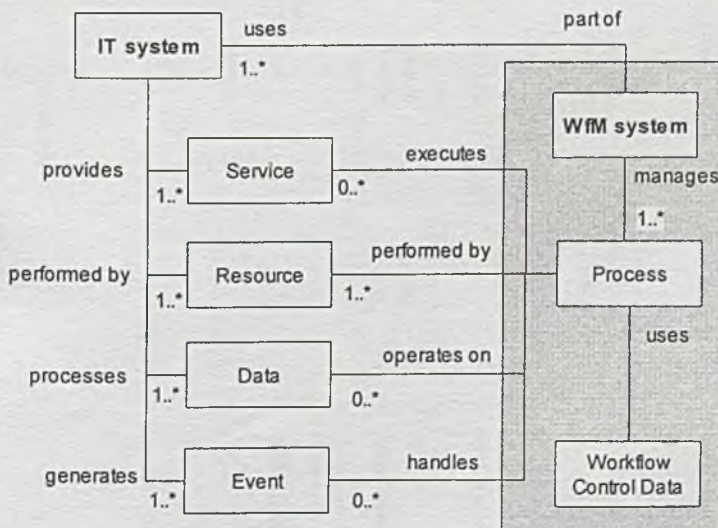 uses
part of
IT system
1..*
WfM system
provides
Service
executes
1..*
0..*
manages
1..*
performed by
Resource
performed by
Process
1..*
1..*
uses
processes
Data
operates on
1..*
0..*
generates
Event
handles
Workflow
Control Data
1..*
0..*